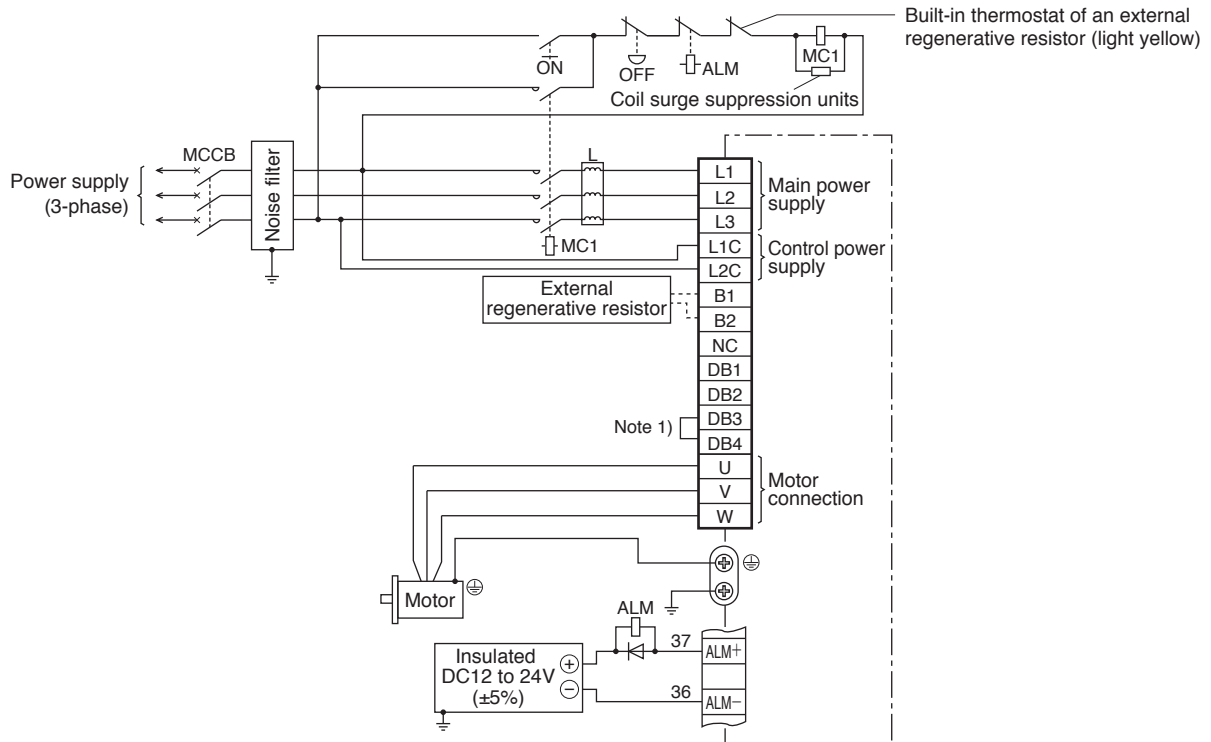 Built-in thermostat of an external
regenerative resistor (light yellow)
ON
OFF
ALM
MC1
Coil surge suppression units
MCCB
Noise filter
L
Power supply
(3-phase)
MC1
L1
L2
L3
Main power
supply
L1C
L2C
Control power
supply
External
regenerative resistor
B1
B2
NC
DB1
DB2
DB3
DB4
Note 1)
U
V
W
Motor
connection
Motor
ALM
Insulated
DC12 to 24V
(±5%)
+
−
37
ALM+
36
ALM−